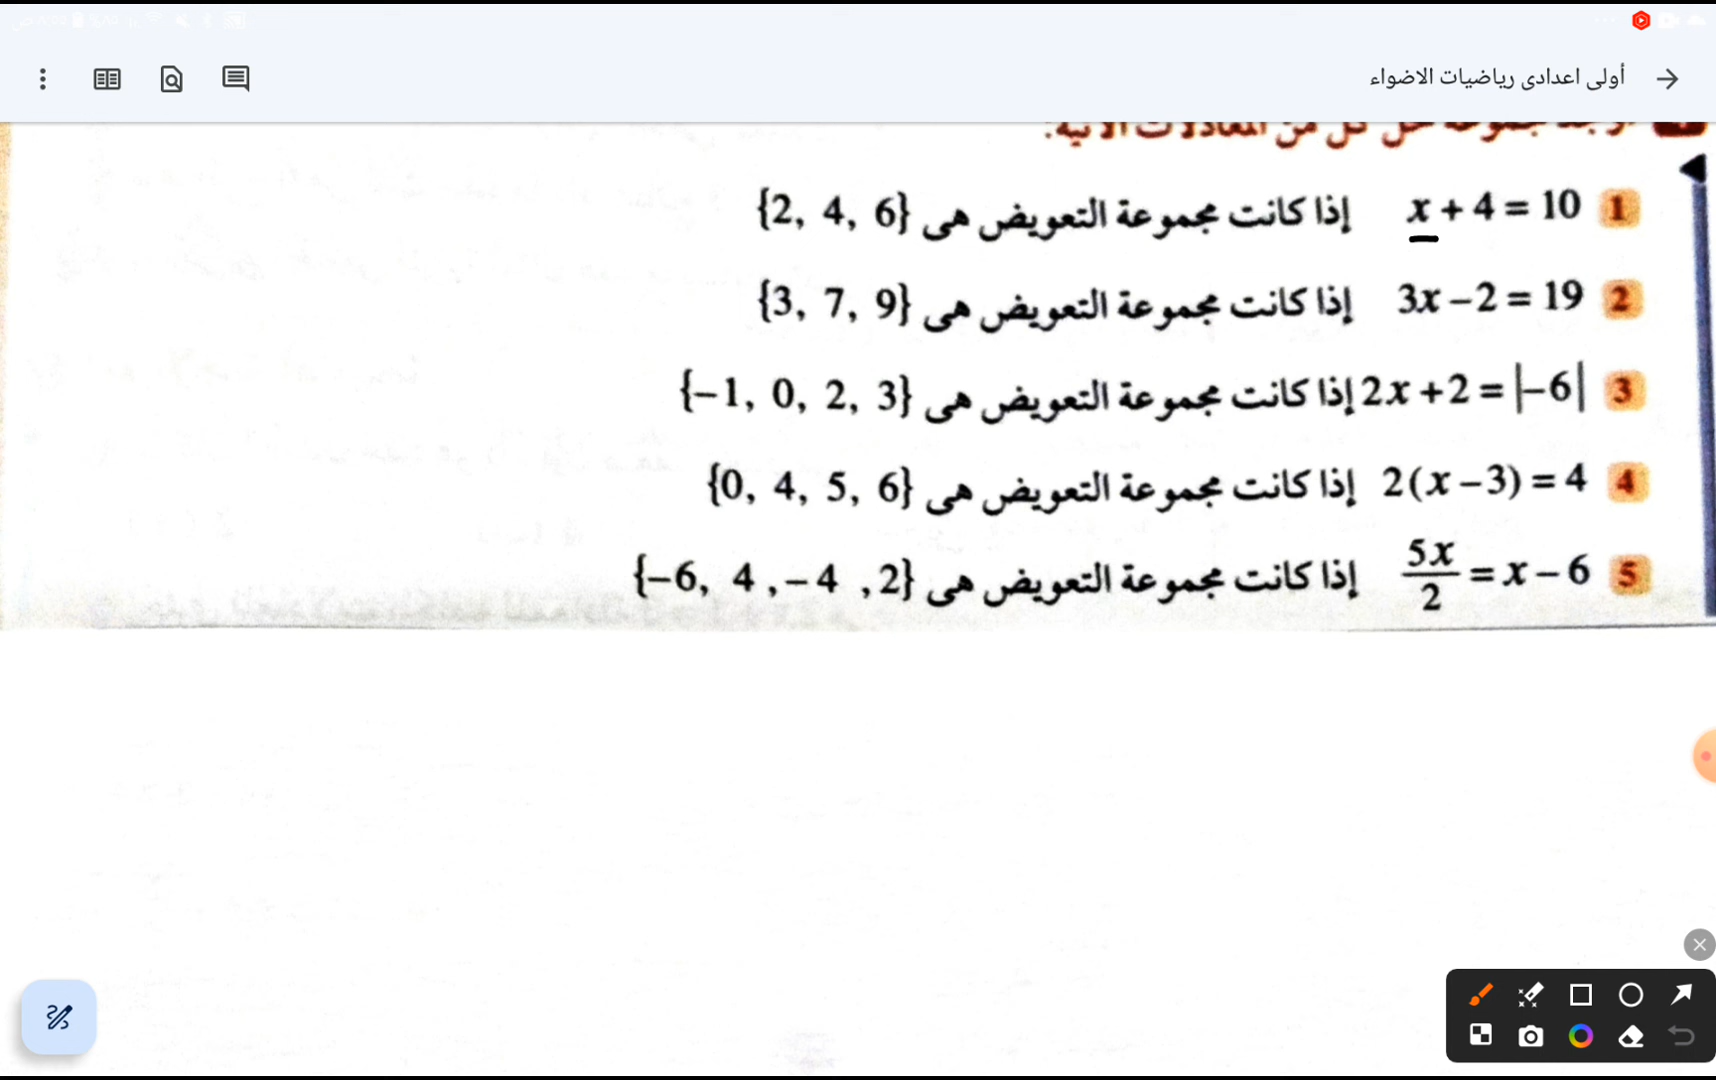 أولى اعدادى رياضيات الاضواء
1 x + 4 = 10 إذا كانت مجموعة التعويض هى {2, 4, 6}
2 3x – 2 = 19 إذا كانت مجموعة التعويض هى {3, 7, 9}
3 2x + 2 = |–6| إذا كانت مجموعة التعويض هى {–1, 0, 2, 3}
4 2(x – 3) = 4 إذا كانت مجموعة التعويض هى {0, 4, 5, 6}
5 5x/2 = x – 6 إذا كانت مجموعة التعويض هى {–6, 4 , – 4 , 2}